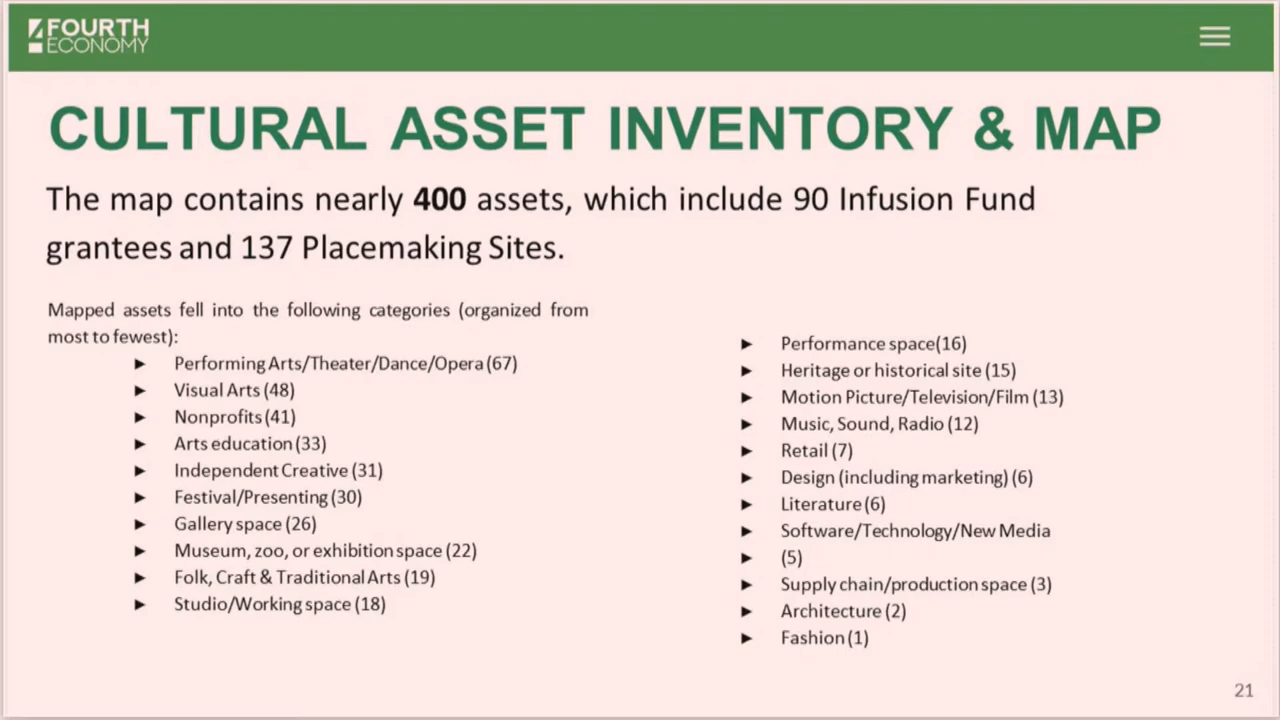 FOURTH
ECONOMY
CULTURAL ASSET INVENTORY & MAP
The map contains nearly 400 assets, which include 90 Infusion Fund
grantees and 137 Placemaking Sites.
Mapped assets fell into the following categories (organized from
most to fewest):
► Performing Arts/Theater/Dance/Opera (67)
► Visual Arts (48)
► Nonprofits (41)
► Arts education (33)
► Independent Creative (31)
► Festival/Presenting (30)
► Gallery space (26)
► Museum, zoo, or exhibition space (22)
► Folk, Craft & Traditional Arts (19)
► Studio/Working space (18)
► Performance space(16)
► Heritage or historical site (15)
► Motion Picture/Television/Film (13)
► Music, Sound, Radio (12)
► Retail (7)
► Design (including marketing) (6)
► Literature (6)
► Software/Technology/New Media
► (5)
► Supply chain/production space (3)
► Architecture (2)
► Fashion (1)
21